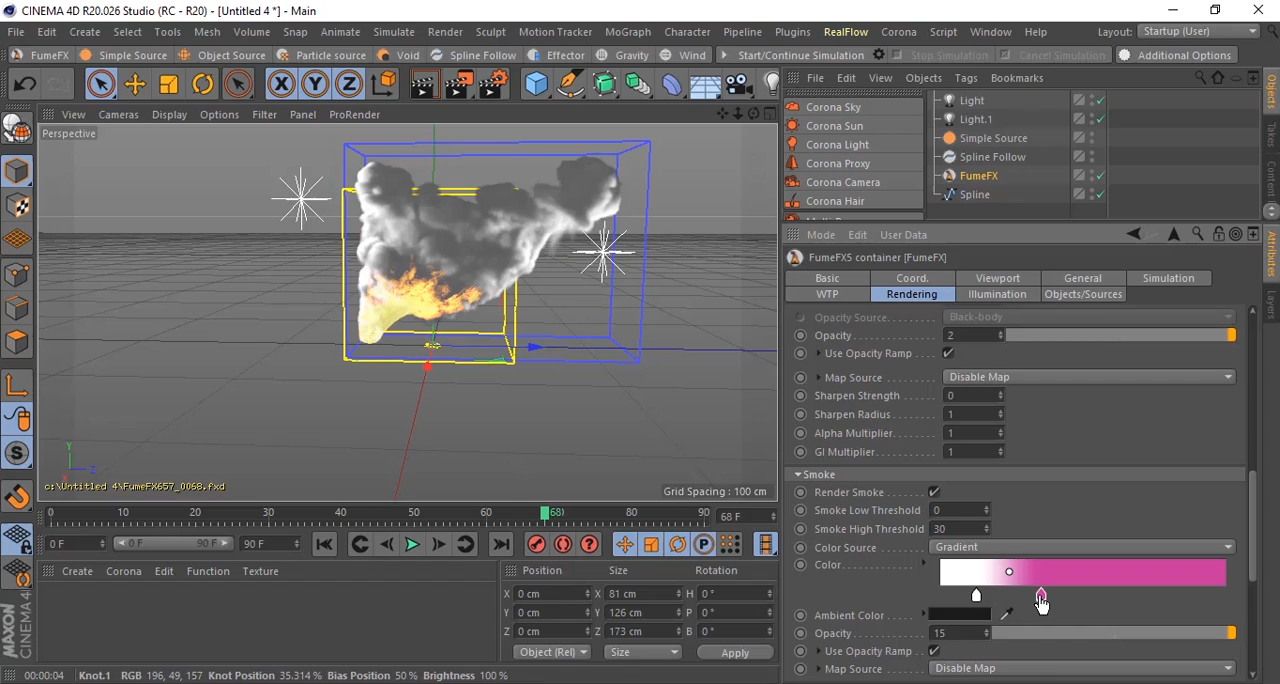 CINEMA 4D R20.026 Studio (RC - R20) - [Untitled 4 *] - Main
File Edit Create Select Tools Mesh Volume Snap Animate Simulate Render Sculpt Motion Tracker MoGraph Character Pipeline Plugins RealFlow Corona Script Window Help Layout: Startup (User)
FumeFX Simple Source Object Source Particle source Void Spline Follow Effector Gravity Wind Start/Continue Simulation Stop Simulation Cancel Simulation Additional Options
X Y Z
File Edit View Objects Tags Bookmarks
View Cameras Display Options Filter Panel ProRender
Perspective
Corona Sky
Corona Sun
Corona Light
Corona Proxy
Corona Camera
Corona Hair
Light
Light.1
Simple Source
Spline Follow
FumeFX
Spline
Objects
Takes
Attributes
Layers
Mode Edit User Data
FumeFX5 container [FumeFX]
Basic Coord. Viewport General Simulation
WTP Rendering Illumination Objects/Sources
Opacity Source Black-body
Opacity 2
Use Opacity Ramp
Map Source Disable Map
Sharpen Strength 0
Sharpen Radius 1
Alpha Multiplier 1
GI Multiplier 1
Smoke
Render Smoke
Smoke Low Threshold 0
Smoke High Threshold 30
Color Source Gradient
Color
Ambient Color
Opacity 15
Use Opacity Ramp
Map Source Disable Map
Y
Z
c:\Untitled 4\FumeFX657_0068.fxd
Grid Spacing : 100 cm
0 10 20 30 40 50 60 68) 80 90 68 F
0 F 0 F 90 F 90 F
Create Corona Edit Function Texture
Position Size Rotation
X 0 cm X 81 cm H 0 °
Y 0 cm Y 126 cm P 0 °
Z 0 cm Z 173 cm B 0 °
Object (Rel) Size Apply
MAXON CINEMA 4D
00:00:04 Knot.1 RGB 196, 49, 157 Knot Position 35.314 % Bias Position 50 % Brightness 100 %